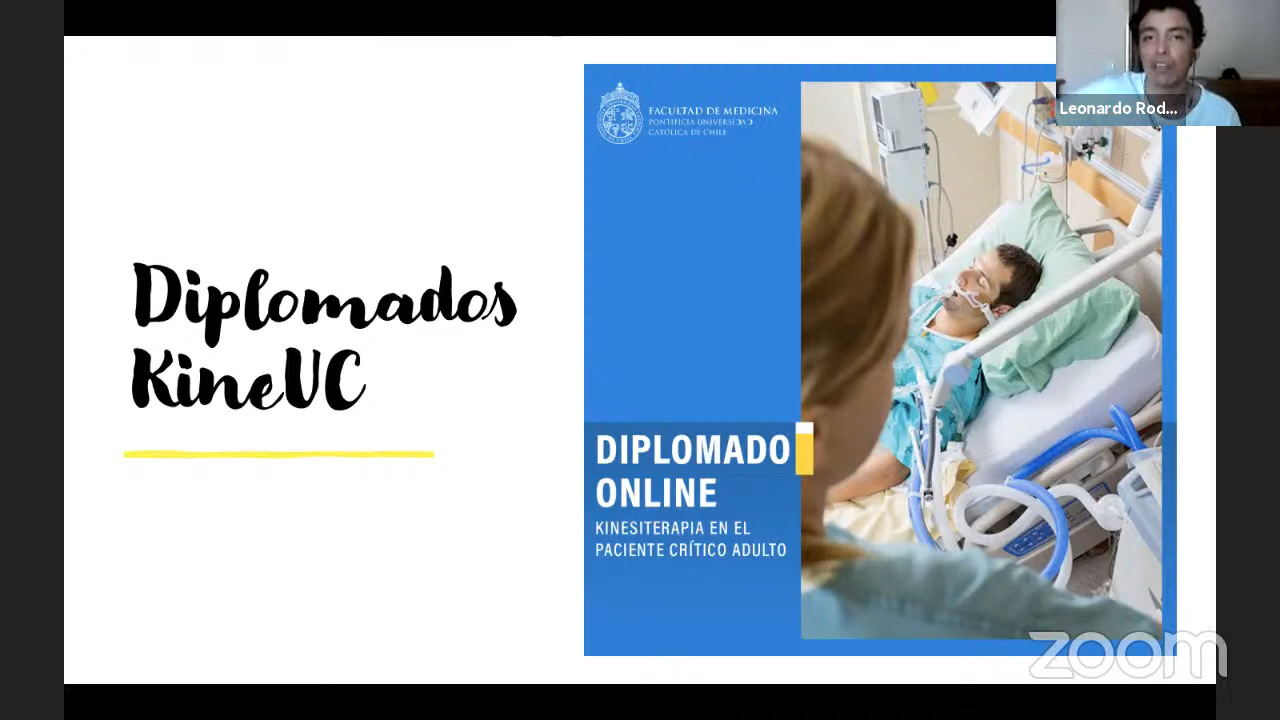 Leonardo Rod...
FACULTAD DE MEDICINA
PONTIFICIA UNIVERSIDAD
CATÓLICA DE CHILE
Diplomados
KineUC
DIPLOMADO
ONLINE
KINESITERAPIA EN EL
PACIENTE CRÍTICO ADULTO
zoom